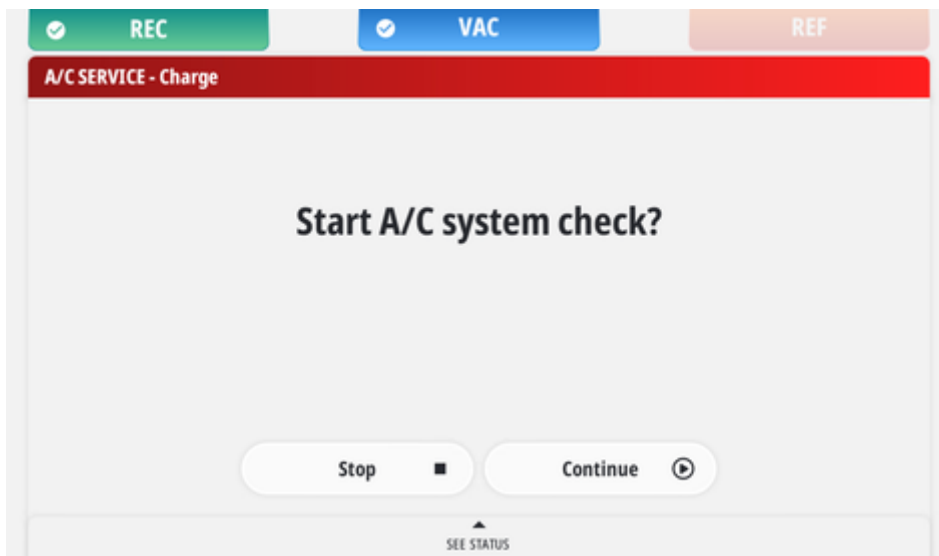 REC VAC REF
A/C SERVICE - Charge
Start A/C system check?
Stop Continue
SEE STATUS